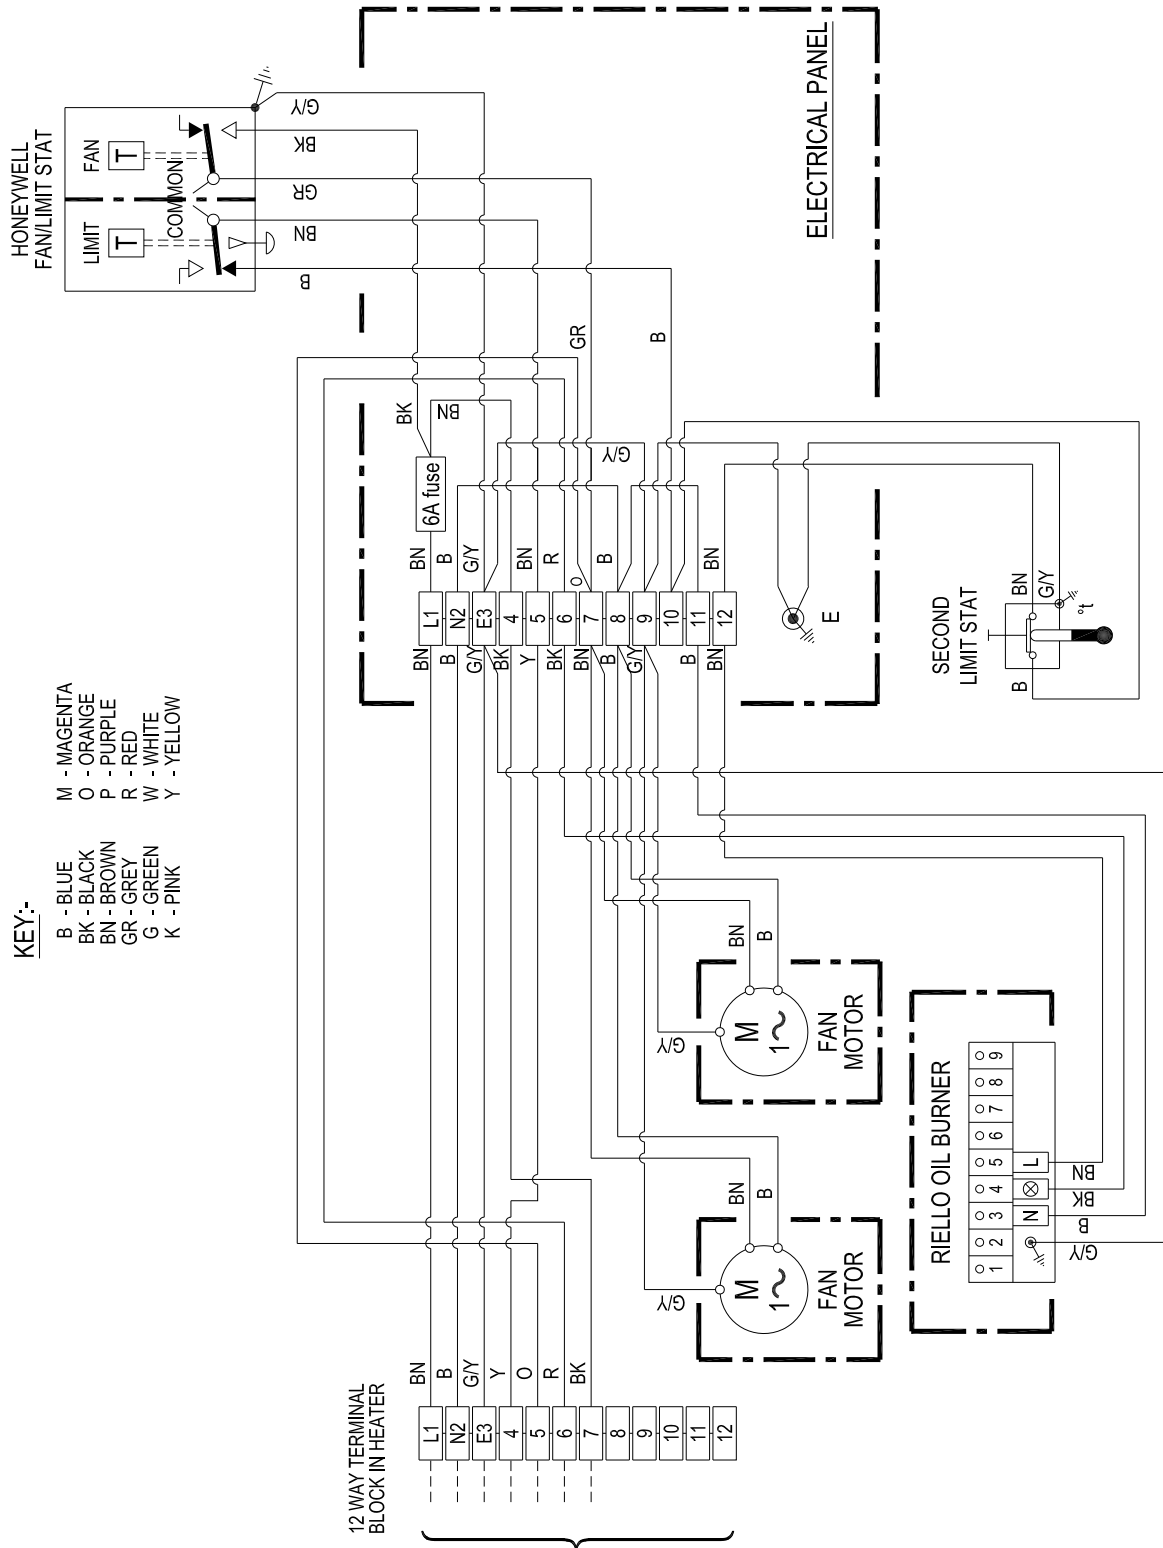 HONEYWELL
FAN/LIMIT STAT
LIMIT
FAN
T
T
COMMON
B
BN
GR
BK
G/Y
ELECTRICAL PANEL
GR
B
BK
BN
G/Y
6A fuse
BN
B
G/Y
BN
R
O
B
BN
L1
N2
E3
4
5
6
7
8
9
10
11
12
BN
B
G/Y
BK
Y
BK
BN
B
G/Y
B
BN
E
SECOND
LIMIT STAT
B
BN
G/Y
°t
KEY:-
B - BLUE
BK - BLACK
BN - BROWN
GR - GREY
G - GREEN
K - PINK
M - MAGENTA
O - ORANGE
P - PURPLE
R - RED
W - WHITE
Y - YELLOW
G/Y
BN
B
M
1~
FAN
MOTOR
G/Y
BN
B
M
1~
FAN
MOTOR
RIELLO OIL BURNER
1 2 3 4 5 6 7 8 9
N L
G/Y
B
BK
BN
12 WAY TERMINAL
BLOCK IN HEATER
BN
B
G/Y
Y
O
R
BK
L1
N2
E3
4
5
6
7
8
9
10
11
12